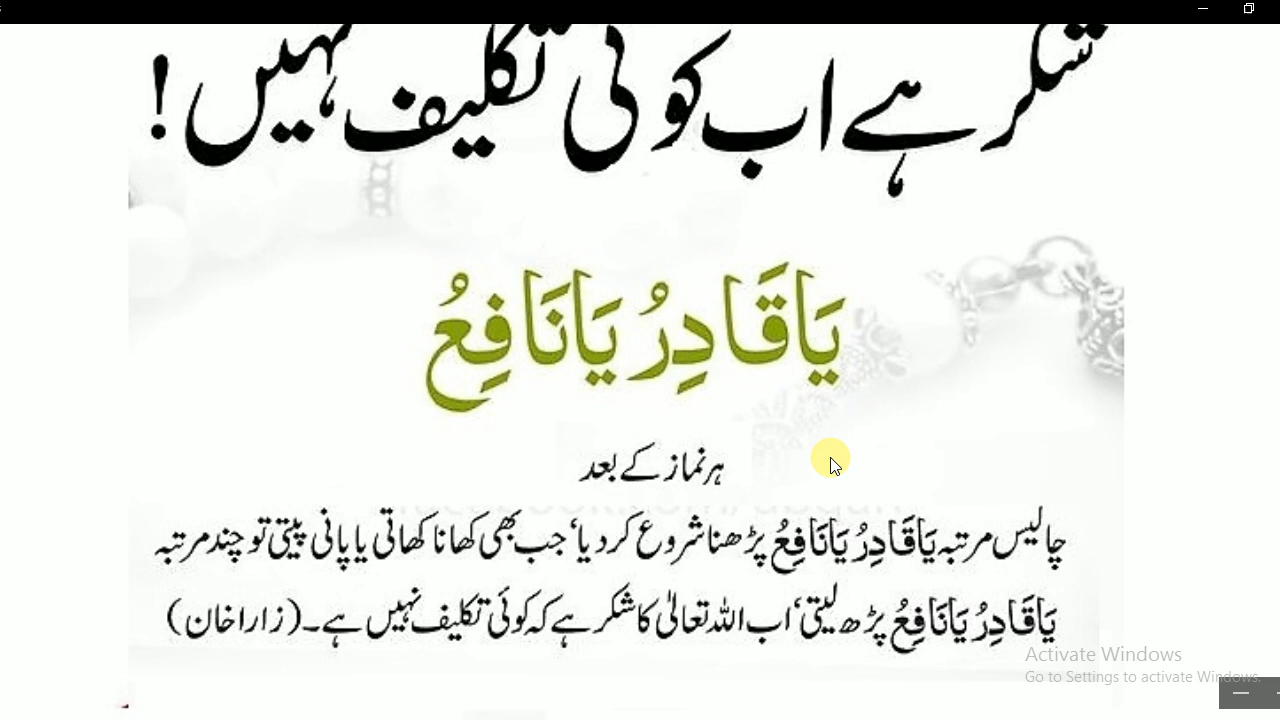 شکر ہے اب کوئی تکلیف نہیں!
يَاقَادِرُ يَانَافِعُ
ہر نماز کے بعد
چالیس مرتبہ يَاقَادِرُ يَانَافِعُ پڑھنا شروع کر دیا‘ جب بھی کھانا کھاتی یا پانی پیتی تو چند مرتبہ
يَاقَادِرُ يَانَافِعُ پڑھ لیتی‘ اب اللہ تعالیٰ کا شکر ہے کہ کوئی تکلیف نہیں ہے۔ (زارا خان)
Activate Windows
Go to Settings to activate Windows.